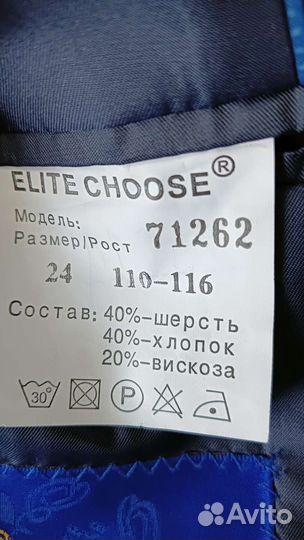 ELITE CHOOSE®
Модель: 71262
Размер/Рост
24 110-116
Состав: 40%-шерсть
40%-хлопок
20%-вискоза
30° P
Avito